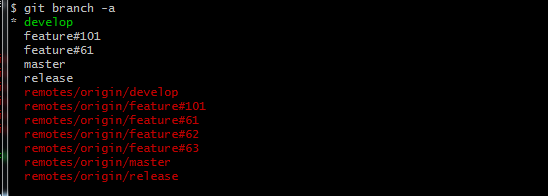 $ git branch -a
* develop
  feature#101
  feature#61
  master
  release
  remotes/origin/develop
  remotes/origin/feature#101
  remotes/origin/feature#61
  remotes/origin/feature#62
  remotes/origin/feature#63
  remotes/origin/master
  remotes/origin/release